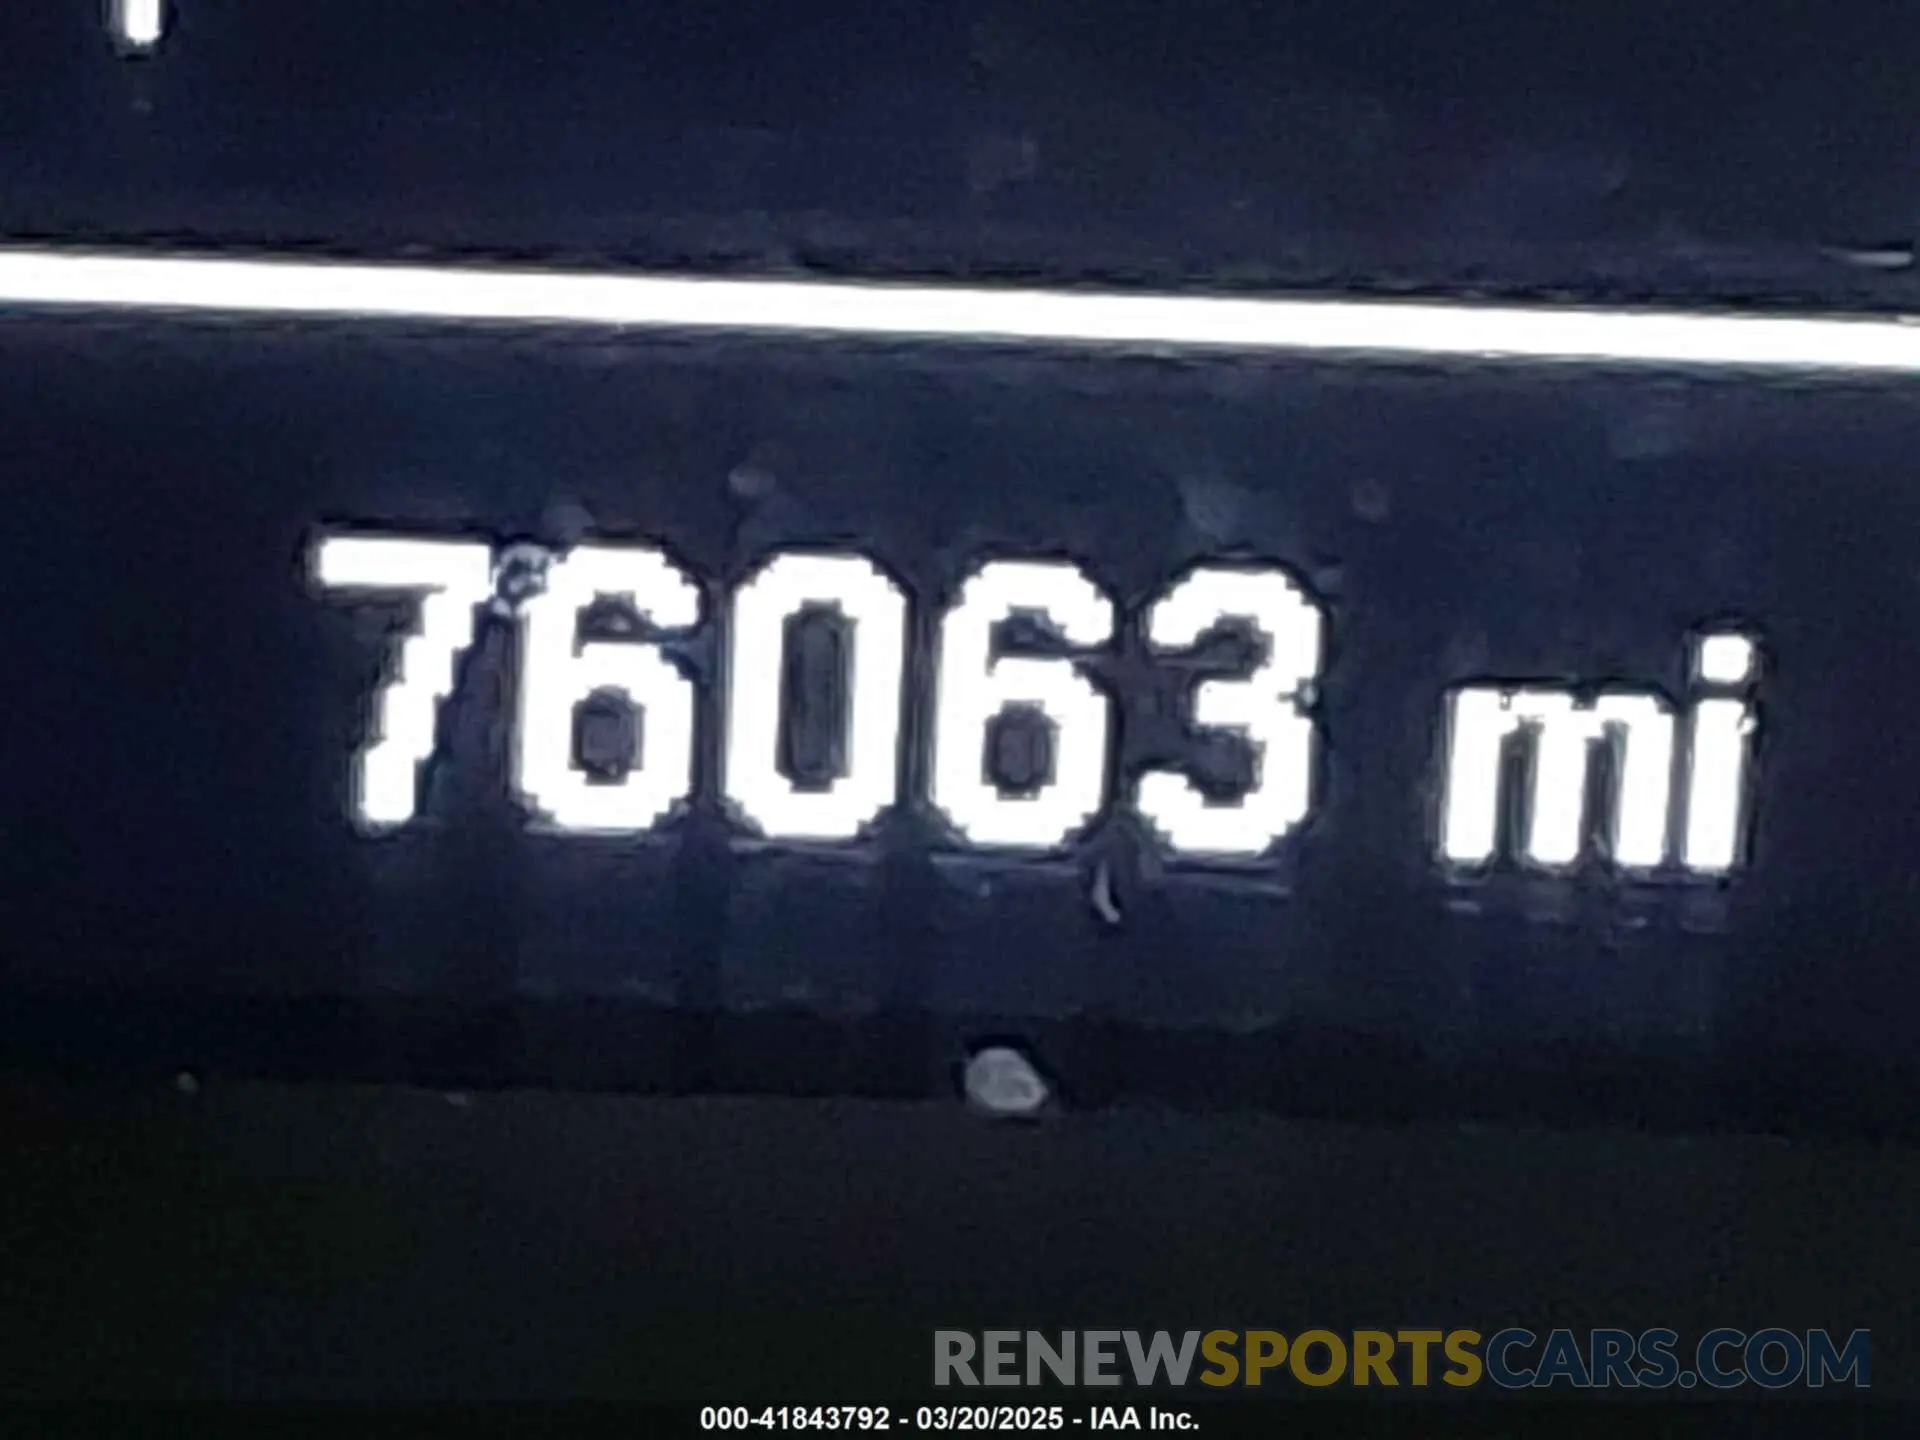 76063 mi
RENEWSPORTSCARS.COM
000-41843792 - 03/20/2025 - IAA Inc.